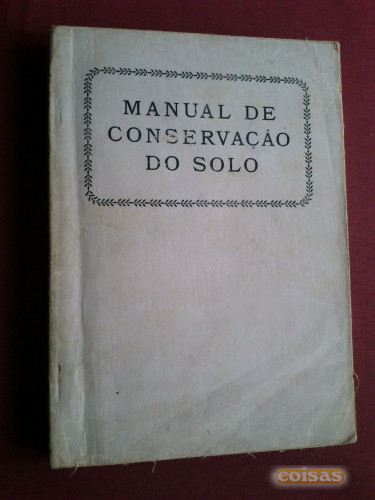 MANUAL DE
CONSERVAÇÃO
DO SOLO
coisas